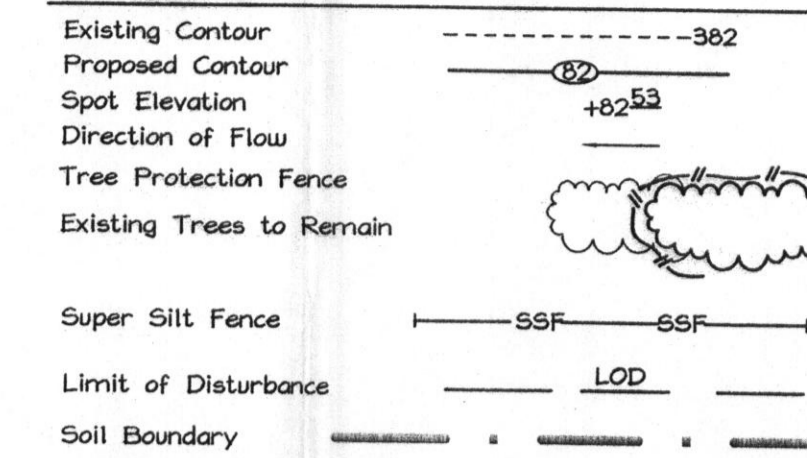 Existing Contour 382
Proposed Contour 82
Spot Elevation +82 53
Direction of Flow
Tree Protection Fence
Existing Trees to Remain
Super Silt Fence SSF SSF
Limit of Disturbance LOD
Soil Boundary